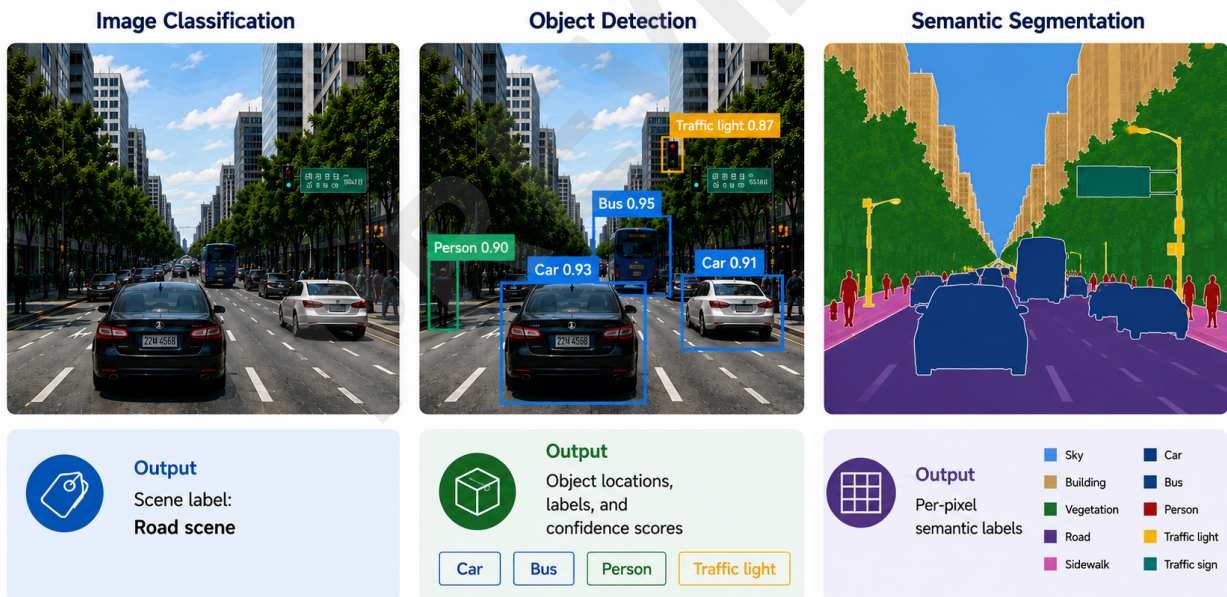 Image Classification
Object Detection
Semantic Segmentation
Traffic light 0.87
Bus 0.95
Person 0.90
Car 0.93
Car 0.91
Output
Scene label:
Road scene
Output
Object locations,
labels, and
confidence scores
Car
Bus
Person
Traffic light
Output
Per-pixel
semantic labels
Sky
Building
Vegetation
Road
Sidewalk
Car
Bus
Person
Traffic light
Traffic sign